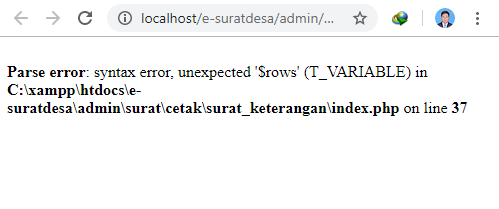 localhost/e-suratdesa/admin/...
Parse error: syntax error, unexpected '$rows' (T_VARIABLE) in
C:\xampp\htdocs\e-
suratdesa\admin\surat\cetak\surat_keterangan\index.php on line 37